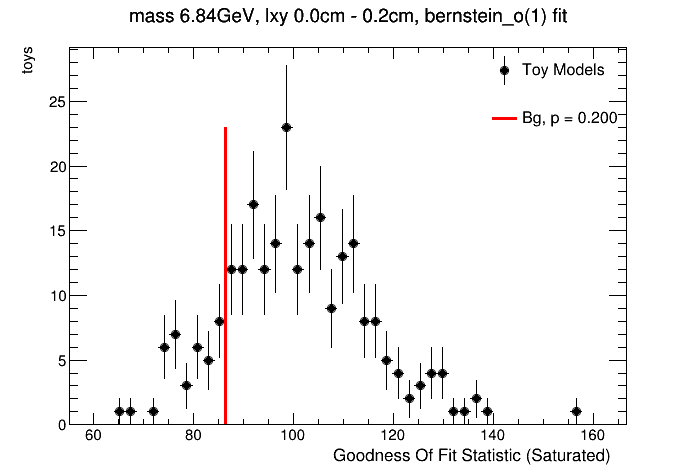 mass 6.84GeV, lxy 0.0cm - 0.2cm, bernstein_o(1) fit
toys
Toy Models
Bg, p = 0.200
25
20
15
10
5
0
60 80 100 120 140 160
Goodness Of Fit Statistic (Saturated)